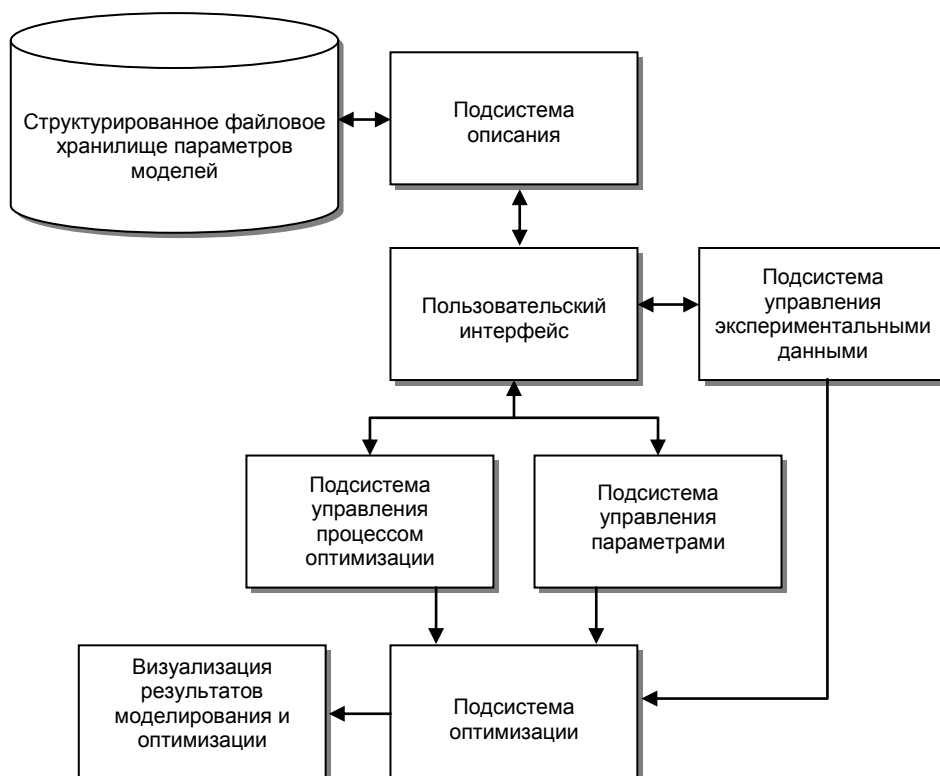 Структурированное файловое
хранилище параметров
моделей
Подсистема
описания
Пользовательский
интерфейс
Подсистема
управления
экспериментальными
данными
Подсистема
управления
процессом
оптимизации
Подсистема
управления
параметрами
Визуализация
результатов
моделирования и
оптимизации
Подсистема
оптимизации